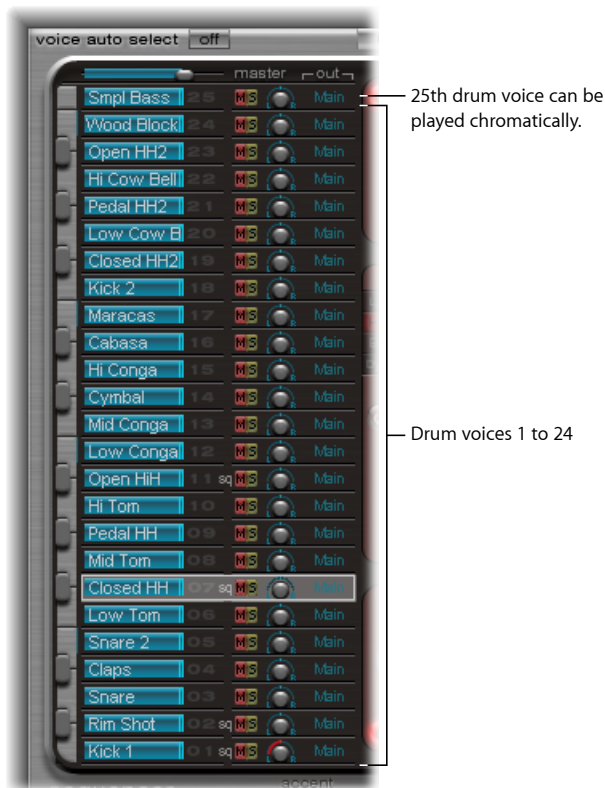 voice auto select off
master out
Smpl Bass 25 M S L R Main
Wood Block 24 M S L R Main
Open HH2 23 M S L R Main
Hi Cow Bell 22 M S L R Main
Pedal HH2 21 M S L R Main
Low Cow B 20 M S L R Main
Closed HH2 19 M S L R Main
Kick 2 18 M S L R Main
Maracas 17 M S L R Main
Cabasa 16 M S L R Main
Hi Conga 15 M S L R Main
Cymbal 14 M S L R Main
Mid Conga 13 M S L R Main
Low Conga 12 M S L R Main
Open HiH 11 sq M S L R Main
Hi Tom 10 M S L R Main
Pedal HH 09 M S L R Main
Mid Tom 08 M S L R Main
Closed HH 07 sq M S L R Main
Low Tom 06 M S L R Main
Snare 2 05 M S L R Main
Claps 04 M S L R Main
Snare 03 M S L R Main
Rim Shot 02 sq M S L R Main
Kick 1 01 sq M S L R Main
accent
25th drum voice can be
played chromatically.
Drum voices 1 to 24